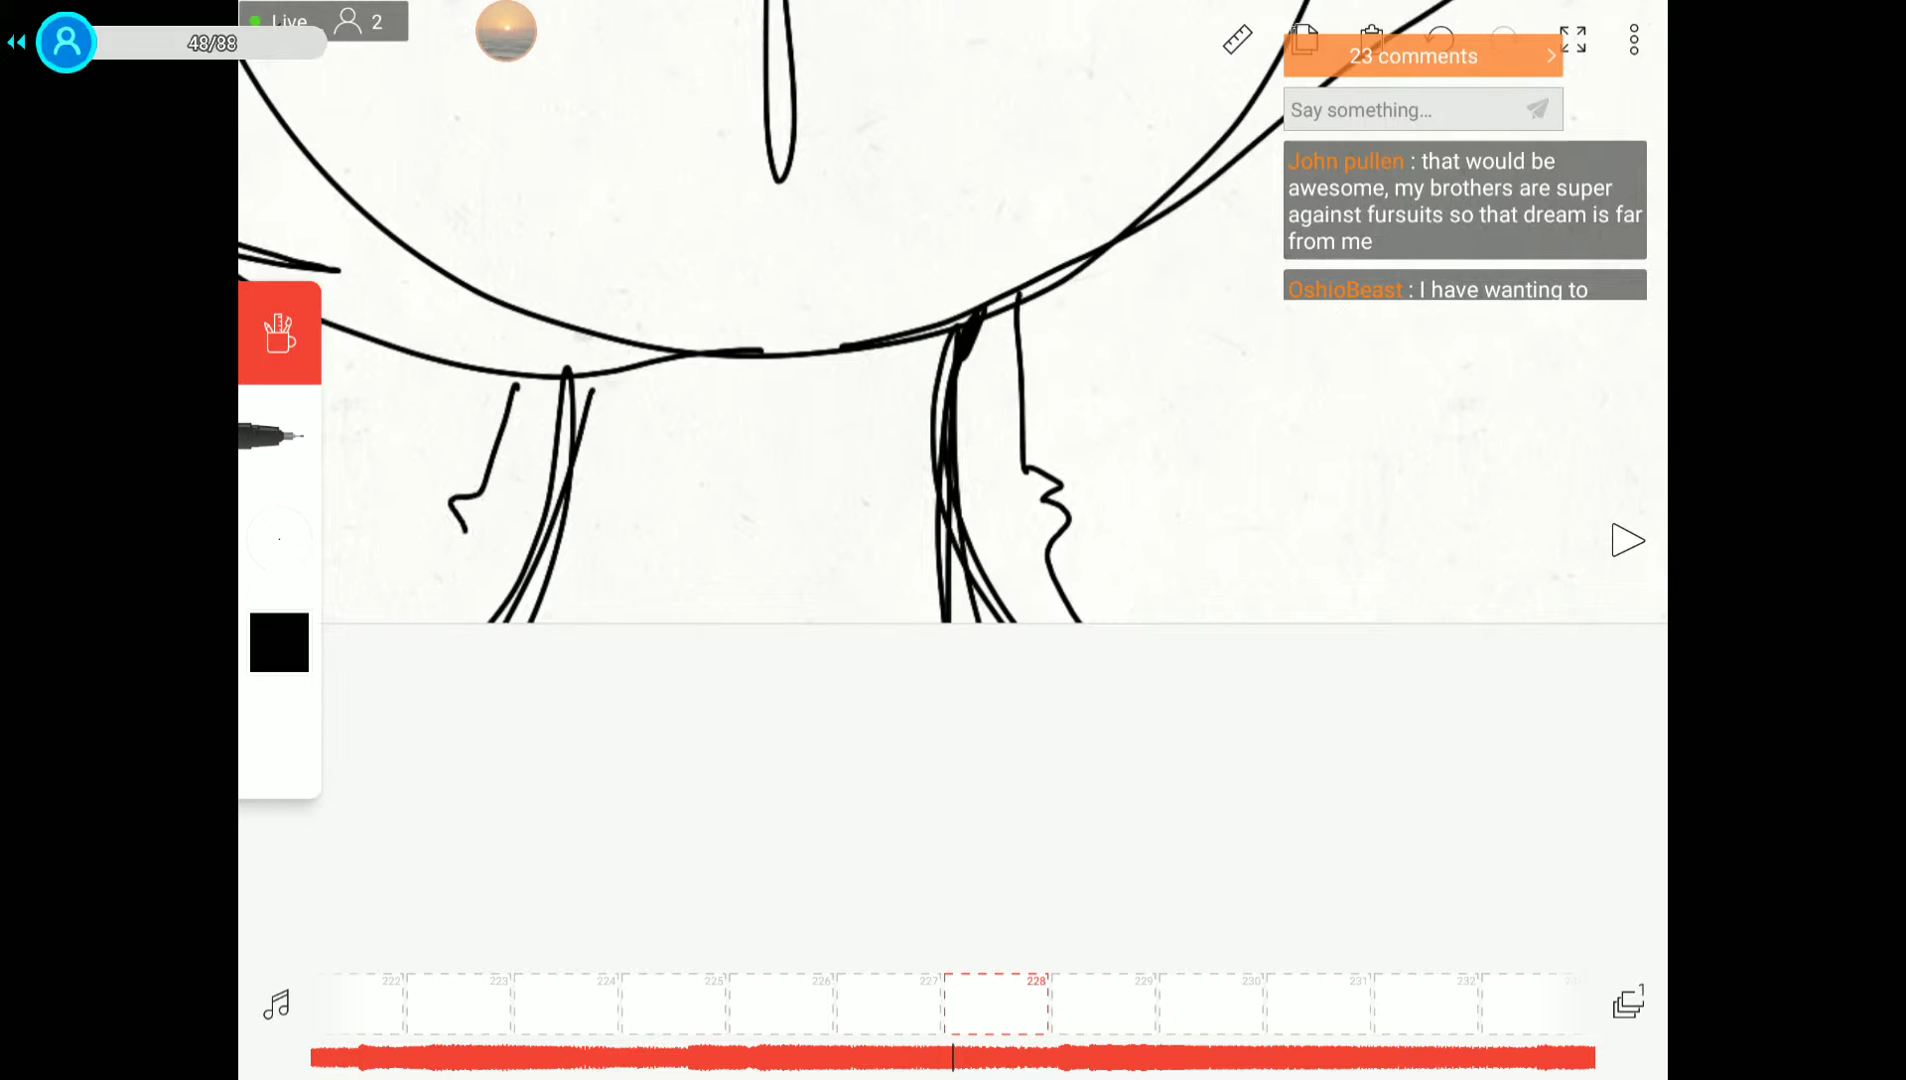 Live 2
48/88
23 comments
Say something...
John pullen : that would be
awesome, my brothers are super
against fursuits so that dream is far
from me
OshioBeast : I have wanting to
222 223 224 225 226 227 228 229 230 231 232
1